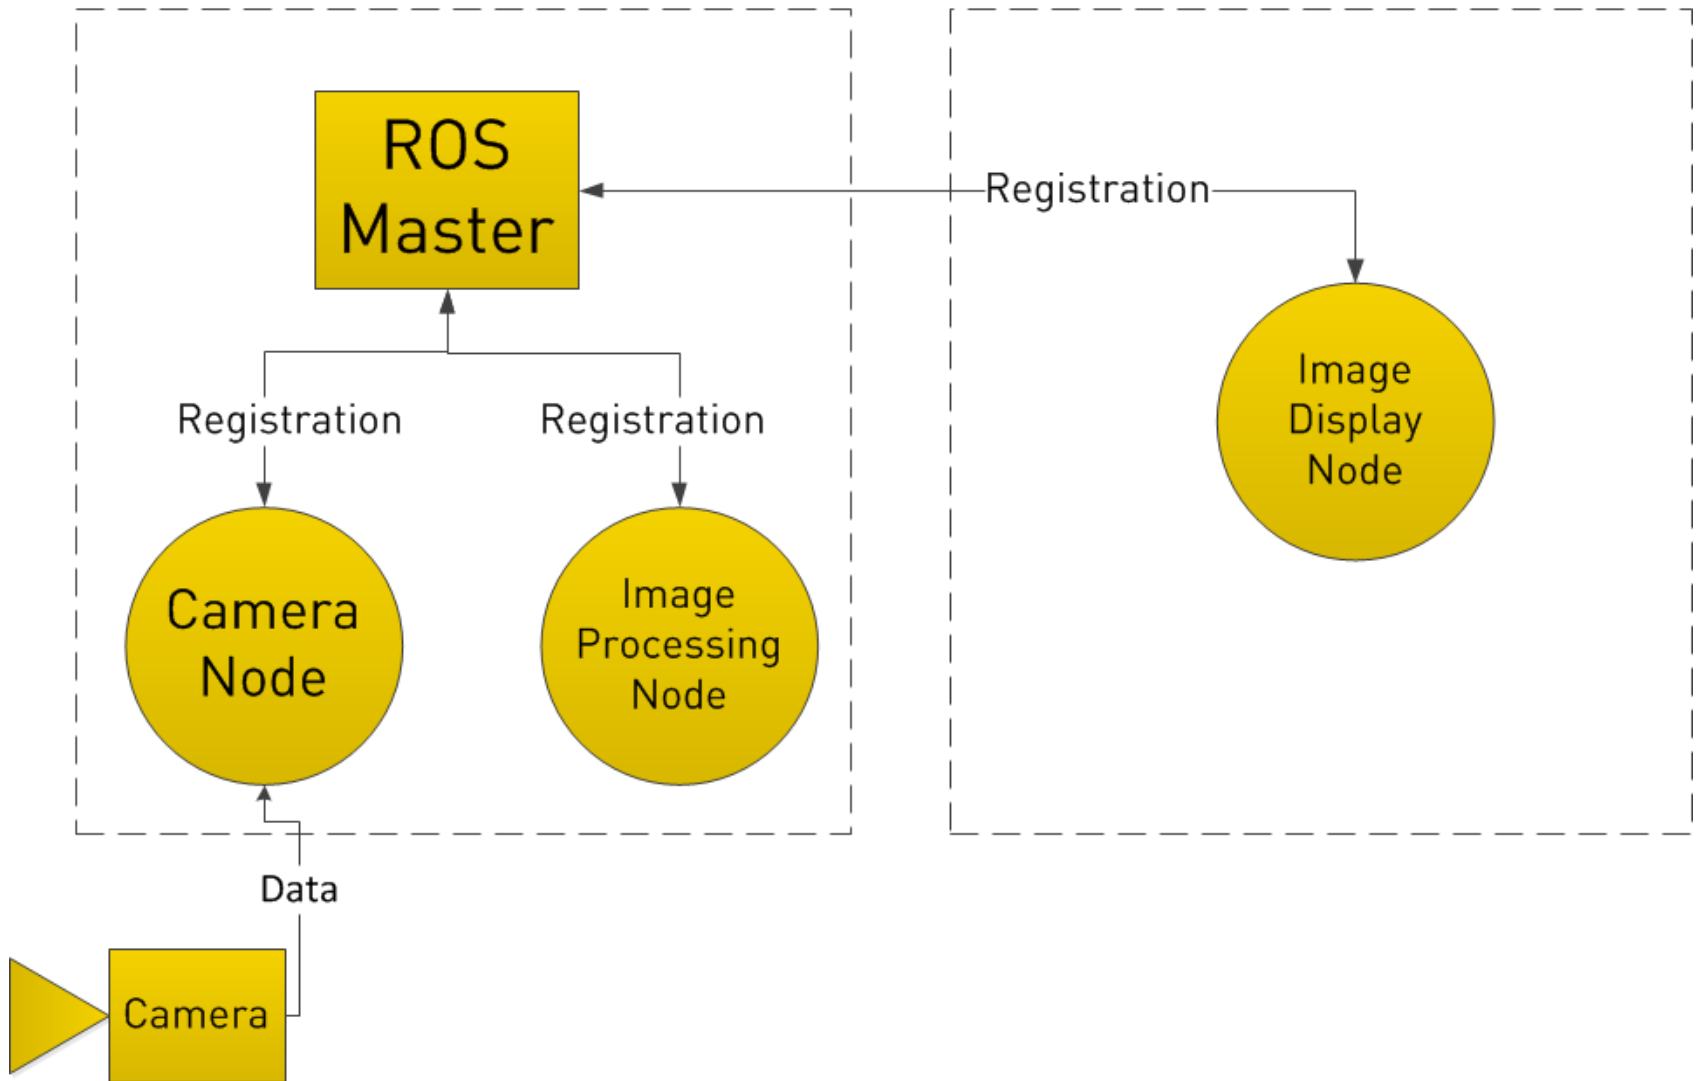 ROS
Master
Registration
Registration
Registration
Image
Display
Node
Camera
Node
Image
Processing
Node
Data
Camera